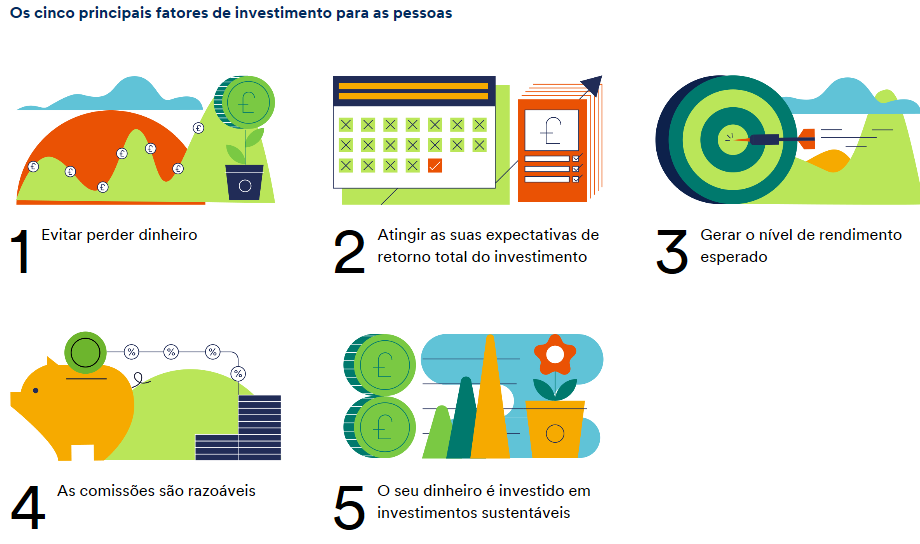 Os cinco principais fatores de investimento para as pessoas
£
£
£
£
£
£
£
£
1 Evitar perder dinheiro
2 Atingir as suas expectativas de
retorno total do investimento
3 Gerar o nível de rendimento
esperado
%
%
%
%
£
£
4 As comissões são razoáveis
5 O seu dinheiro é investido em
investimentos sustentáveis